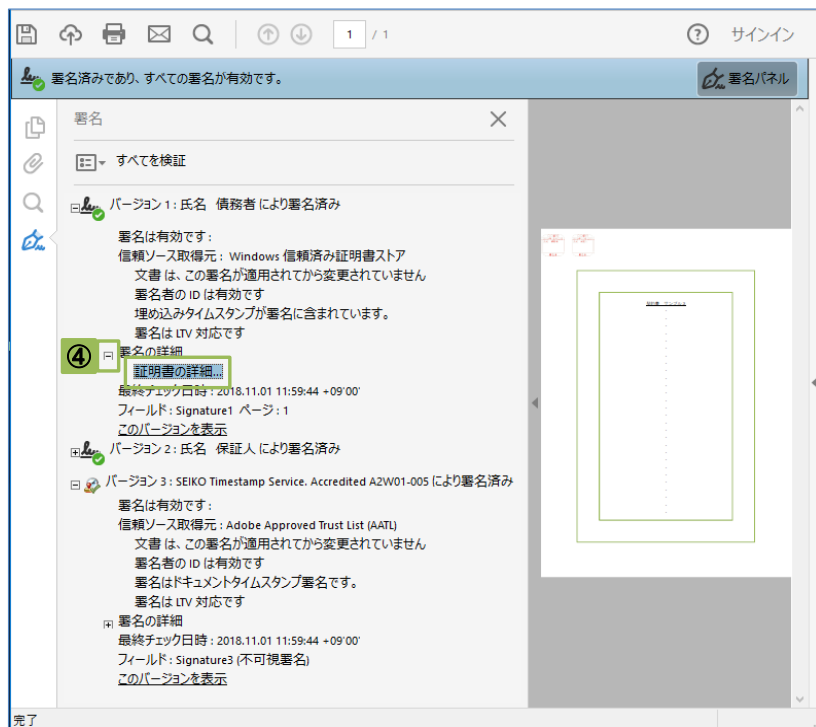 1 / 1
サインイン
署名済みであり、すべての署名が有効です。
署名パネル
署名
すべてを検証
バージョン 1 : 氏名 債務者 により署名済み
署名は有効です :
信頼ソース取得元 : Windows 信頼済み証明書ストア
文書 は、この署名が適用されてから変更されていません
署名者の ID は有効です
埋め込みタイムスタンプが署名に含まれています。
署名は LTV 対応です
④ 署名の詳細
証明書の詳細...
最終チェック日時 : 2018.11.01 11:59:44 +09'00'
フィールド : Signature1 ページ : 1
このバージョンを表示
バージョン 2 : 氏名 保証人 により署名済み
バージョン 3 : SEIKO Timestamp Service. Accredited A2W01-005 により署名済み
署名は有効です :
信頼ソース取得元 : Adobe Approved Trust List (AATL)
文書 は、この署名が適用されてから変更されていません
署名者の ID は有効です
署名はドキュメントタイムスタンプ署名です。
署名は LTV 対応です
署名の詳細
最終チェック日時 : 2018.11.01 11:59:44 +09'00'
フィールド : Signature3 (不可視署名)
このバージョンを表示
完了